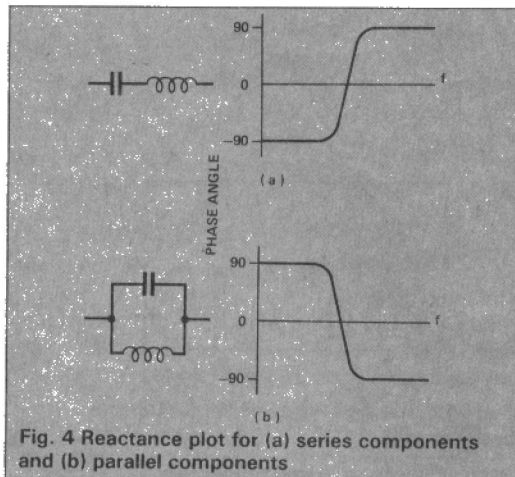 90
0
f
–90
(a)
PHASE ANGLE
90
0
f
–90
(b)
Fig. 4 Reactance plot for (a) series components
and (b) parallel components